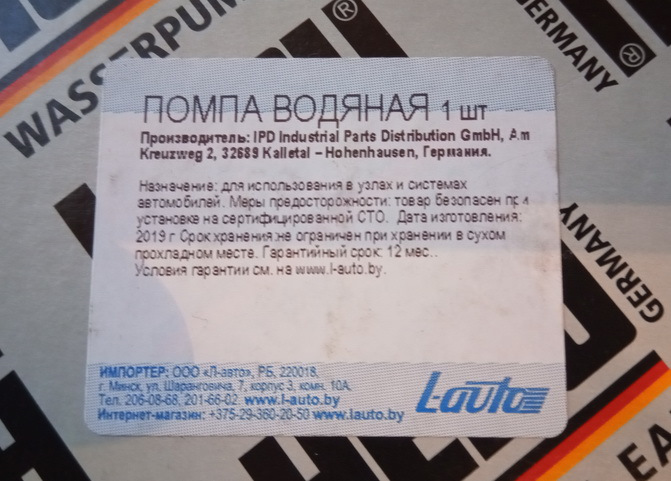 WASSERPUM
®
GERMANY
®
ПОМПА ВОДЯНАЯ 1 шт
Производитель: IPD Industrial Parts Distribution GmbH, Am
Kreuzweg 2, 32689 Kalletal – Hohenhausen, Германия.
Назначение: для использования в узлах и системах
автомобилей. Меры предосторожности: товар безопасен при
установке на сертифицированной СТО. Дата изготовления:
2019 г Срок хранения:не ограничен при хранении в сухом
прохладном месте. Гарантийный срок: 12 мес..
Условия гарантии см. на www.l-auto.by.
GERMANY
ИМПОРТЕР: ООО «Л-авто», РБ, 220018,
г. Минск, ул. Шаранговича, 7, корпус 3, комн. 10А,
Тел. 206-08-68, 201-66-02 www.l-auto.by
Интернет-магазин: +375-29-360-20-50 www.lauto.by
L-auto
EA